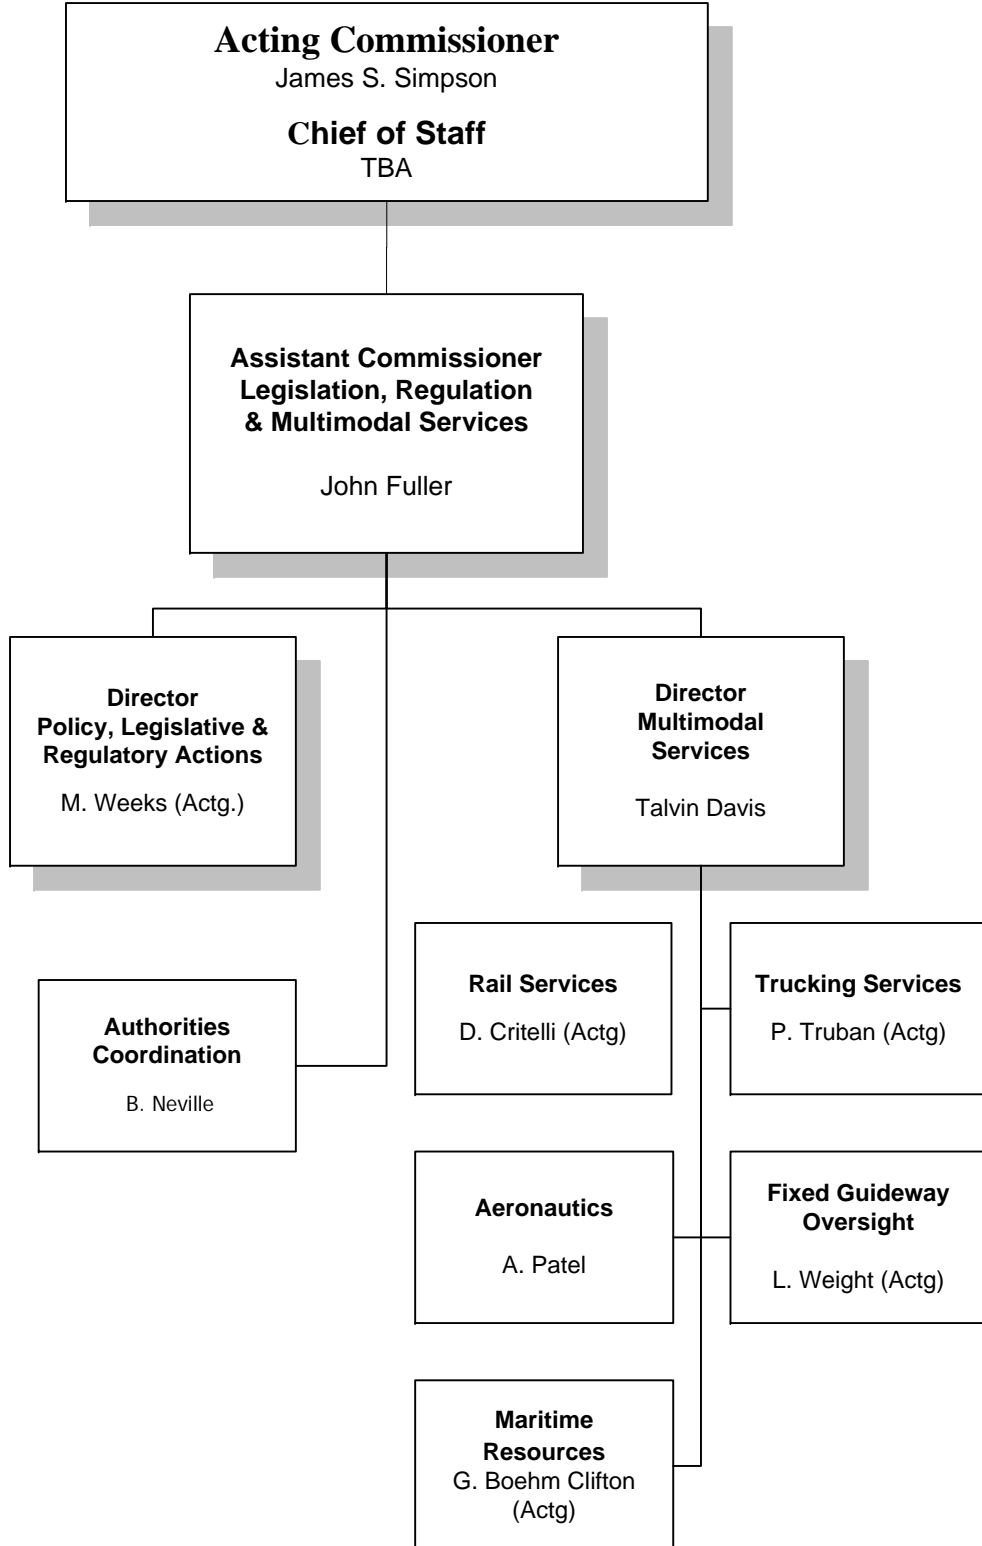 Acting Commissioner
James S. Simpson
Chief of Staff
TBA
Assistant Commissioner
Legislation, Regulation
& Multimodal Services
John Fuller
Director
Policy, Legislative &
Regulatory Actions
M. Weeks (Actg.)
Director
Multimodal
Services
Talvin Davis
Authorities
Coordination
B. Neville
Rail Services
D. Critelli (Actg)
Trucking Services
P. Truban (Actg)
Aeronautics
A. Patel
Fixed Guideway
Oversight
L. Weight (Actg)
Maritime
Resources
G. Boehm Clifton
(Actg)